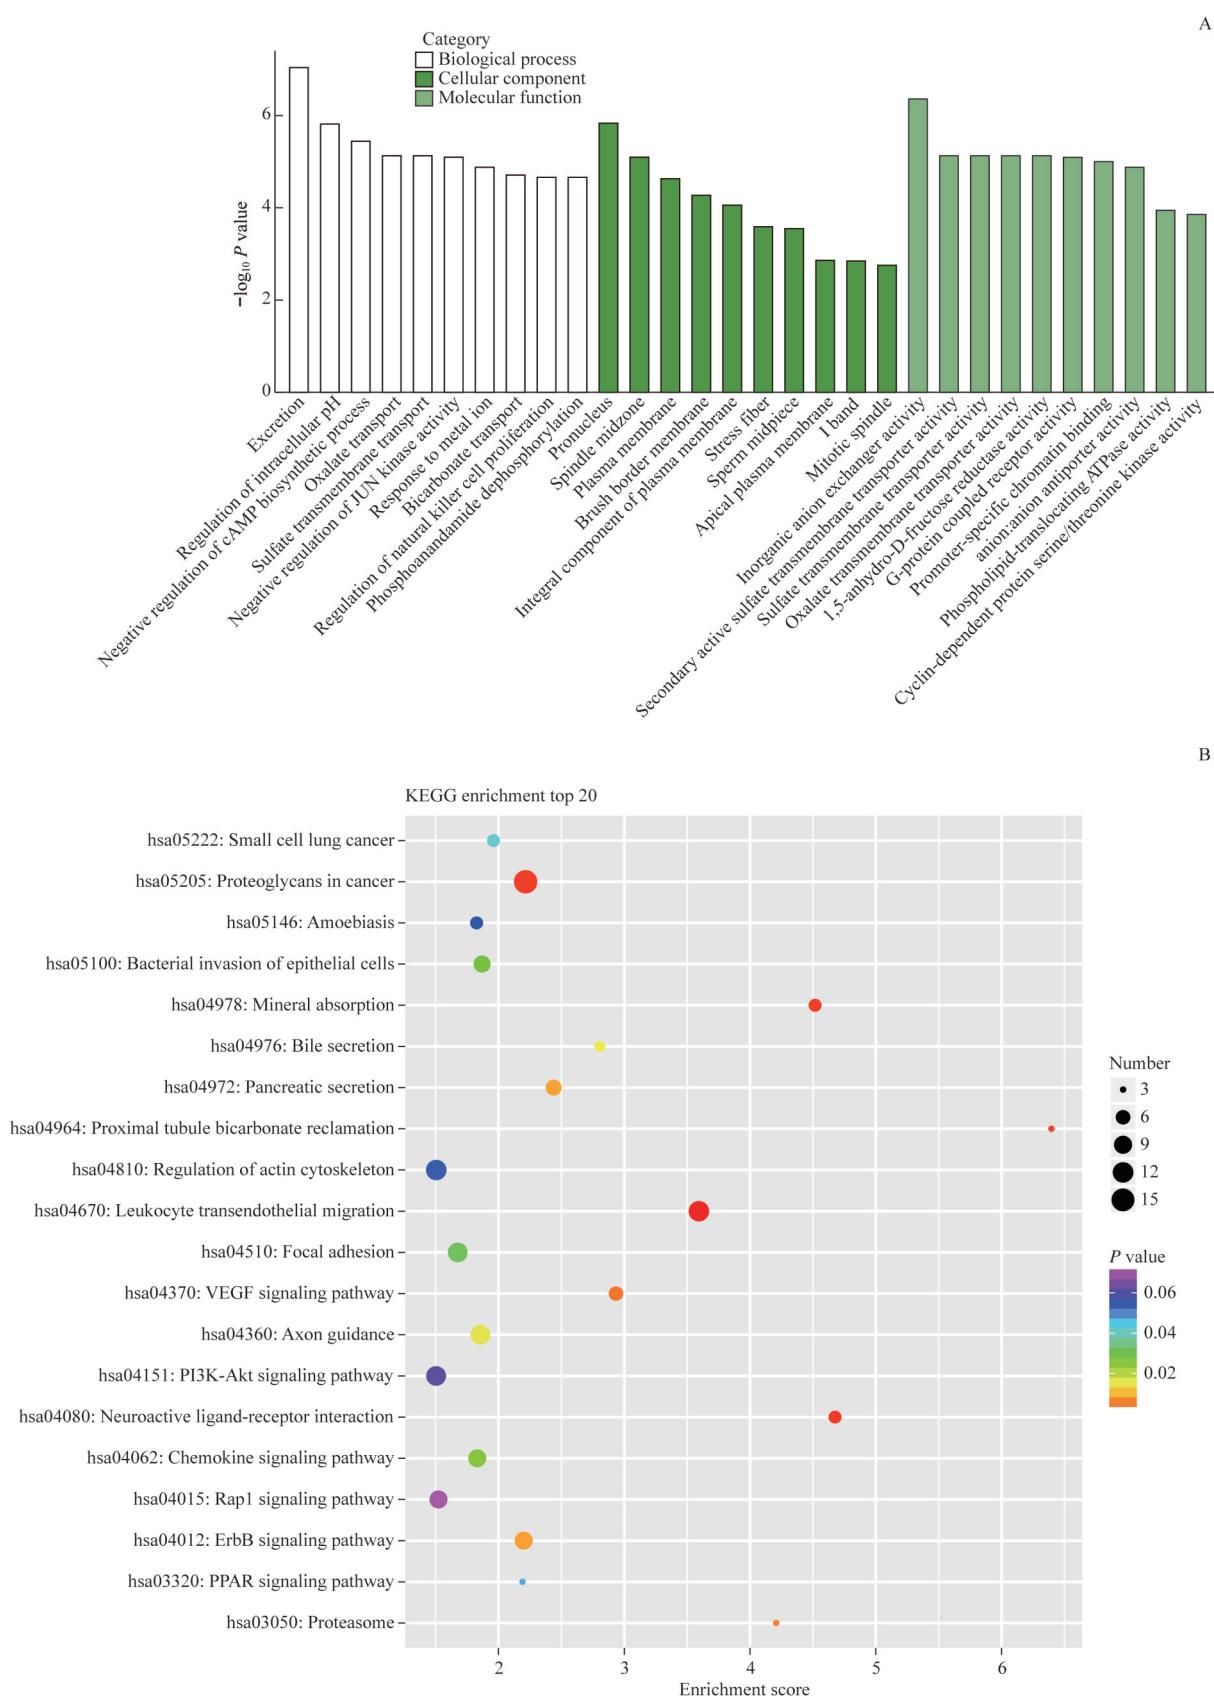 A
Category
Biological process
Cellular component
Molecular function
−log₁₀ P value
6
4
2
0
Excretion
Regulation of intracellular pH
Negative regulation of cAMP biosynthetic process
Oxalate transport
Sulfate transmembrane transport
Negative regulation of JUN kinase activity
Response to metal ion
Bicarbonate transport
Regulation of natural killer cell proliferation
Phosphoanandamide dephosphorylation
Pronucleus
Spindle midzone
Plasma membrane
Brush border membrane
Integral component of plasma membrane
Stress fiber
Sperm midpiece
Apical plasma membrane
I band
Mitotic spindle
Inorganic anion exchanger activity
Secondary active sulfate transmembrane transporter activity
Sulfate transmembrane transporter activity
Oxalate transmembrane transporter activity
1,5-anhydro-D-fructose reductase activity
G-protein coupled receptor activity
Promoter-specific chromatin binding
anion:anion antiporter activity
Phospholipid-translocating ATPase activity
Cyclin-dependent protein serine/threonine kinase activity
B
KEGG enrichment top 20
hsa05222: Small cell lung cancer
hsa05205: Proteoglycans in cancer
hsa05146: Amoebiasis
hsa05100: Bacterial invasion of epithelial cells
hsa04978: Mineral absorption
hsa04976: Bile secretion
hsa04972: Pancreatic secretion
hsa04964: Proximal tubule bicarbonate reclamation
hsa04810: Regulation of actin cytoskeleton
hsa04670: Leukocyte transendothelial migration
hsa04510: Focal adhesion
hsa04370: VEGF signaling pathway
hsa04360: Axon guidance
hsa04151: PI3K-Akt signaling pathway
hsa04080: Neuroactive ligand-receptor interaction
hsa04062: Chemokine signaling pathway
hsa04015: Rap1 signaling pathway
hsa04012: ErbB signaling pathway
hsa03320: PPAR signaling pathway
hsa03050: Proteasome
2
3
4
5
6
Enrichment score
Number
3
6
9
12
15
P value
0.06
0.04
0.02